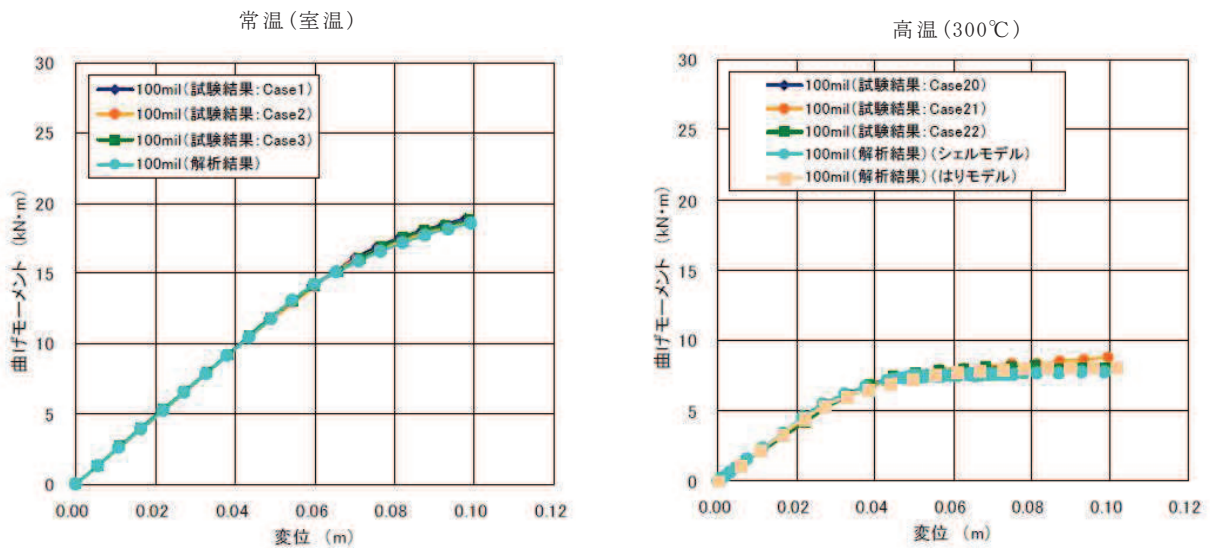 常温(室温)
30
25
20
15
10
5
0
曲げモーメント (kN・m)
100mil(試験結果:Case1)
100mil(試験結果:Case2)
100mil(試験結果:Case3)
100mil(解析結果)
0.00 0.02 0.04 0.06 0.08 0.10 0.12
変位 (m)
高温(300℃)
30
25
20
15
10
5
0
曲げモーメント (kN・m)
100mil(試験結果:Case20)
100mil(試験結果:Case21)
100mil(試験結果:Case22)
100mil(解析結果)(シェルモデル)
100mil(解析結果)(はりモデル)
0.00 0.02 0.04 0.06 0.08 0.10 0.12
変位 (m)